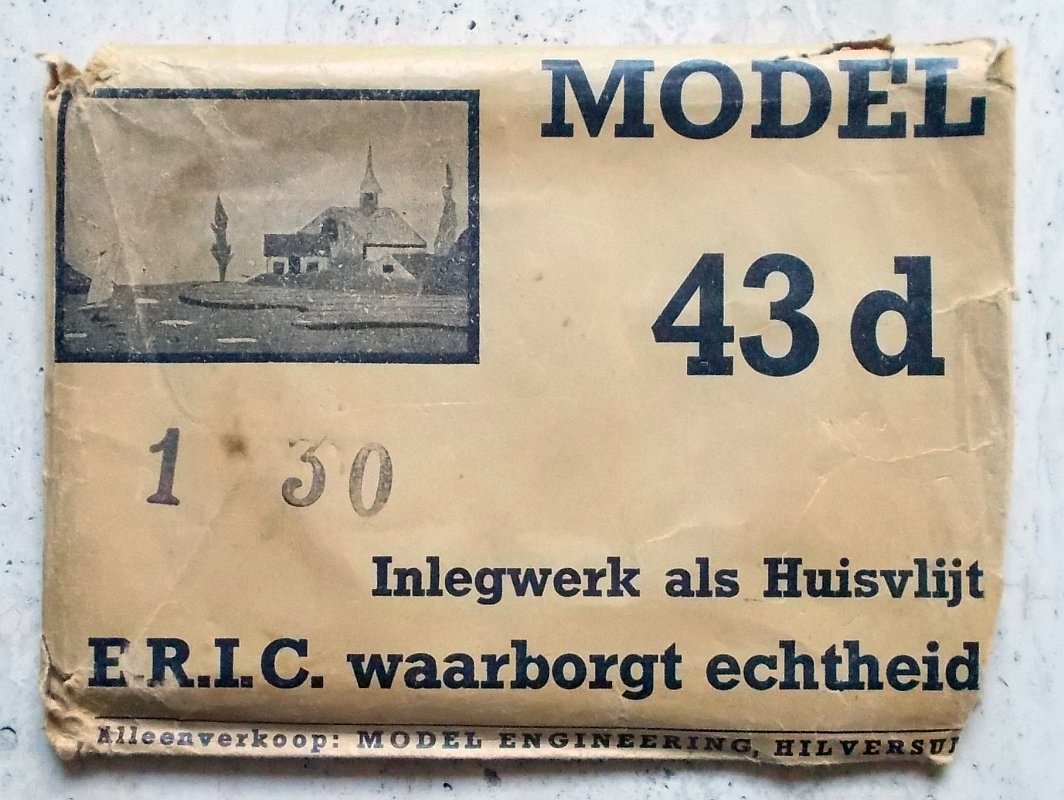 MODEL
43 d
1 30
Inlegwerk als Huisvlijt
E.R.I.C. waarborgt echtheid
Alleenverkoop: MODEL ENGINEERING, HILVERSUM